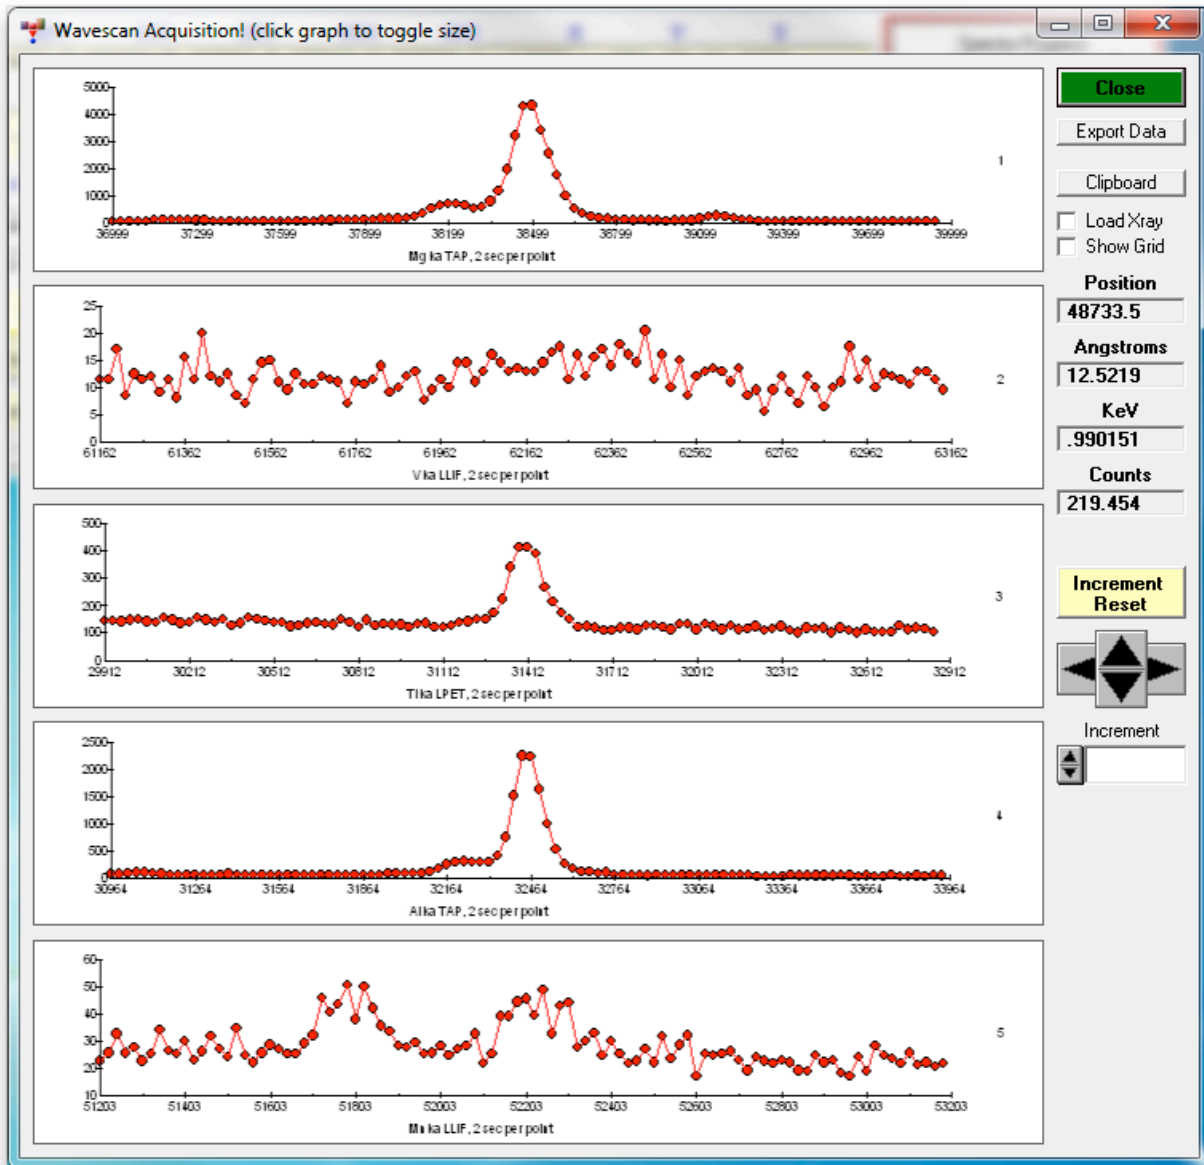 Wavescan Acquisition! (click graph to toggle size)
5000
4000
3000
2000
1000
0
36999 37299 37599 37899 38199 38499 38799 39099 39399 39699 39999
Mg ka TAP, 2 sec per point
1
25
20
15
10
5
0
61162 61362 61562 61762 61962 62162 62362 62562 62762 62962 63162
V ka LLIF, 2 sec per point
2
500
400
300
200
100
0
29912 30212 30512 30812 31112 31412 31712 32012 32312 32612 32912
Ti ka LPET, 2 sec per point
3
2500
2000
1500
1000
500
0
30964 31264 31564 31864 32164 32464 32764 33064 33364 33664 33964
Al ka TAP, 2 sec per point
4
60
50
40
30
20
10
51203 51403 51603 51803 52003 52203 52403 52603 52803 53003 53203
Mn ka LLIF, 2 sec per point
5
Close
Export Data
Clipboard
Load Xray
Show Grid
Position
48733.5
Angstroms
12.5219
KeV
.990151
Counts
219.454
Increment
Reset
Increment